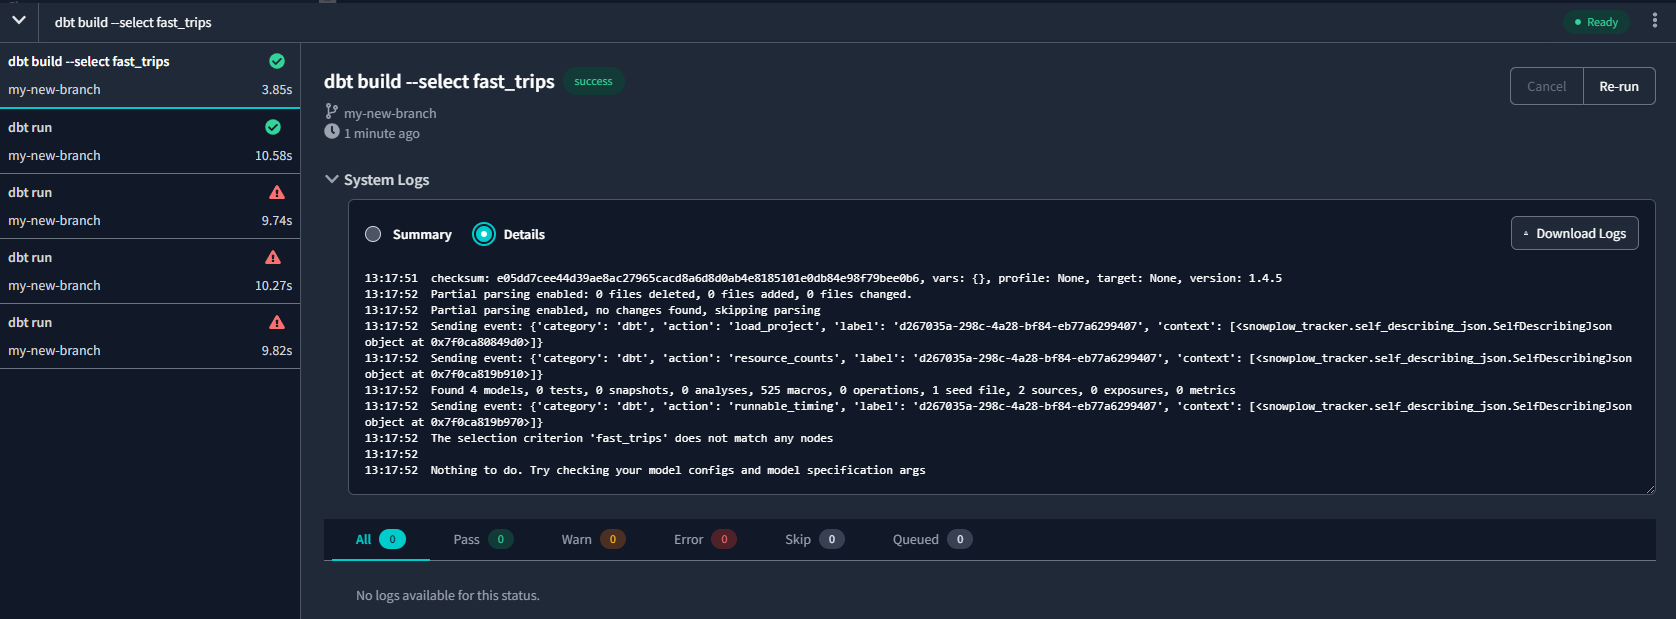 dbt build --select fast_trips
Ready
dbt build --select fast_trips
my-new-branch 3.85s
dbt run
my-new-branch 10.58s
dbt run
my-new-branch 9.74s
dbt run
my-new-branch 10.27s
dbt run
my-new-branch 9.82s
dbt build --select fast_trips success
my-new-branch
1 minute ago
Cancel Re-run
System Logs
Summary Details
Download Logs
13:17:51 checksum: e05dd7cee44d39ae8ac27965cacd8a6d8d0ab4e8185101e0db84e98f79bee0b6, vars: {}, profile: None, target: None, version: 1.4.5
13:17:52 Partial parsing enabled: 0 files deleted, 0 files added, 0 files changed.
13:17:52 Partial parsing enabled, no changes found, skipping parsing
13:17:52 Sending event: {'category': 'dbt', 'action': 'load_project', 'label': 'd267035a-298c-4a28-bf84-eb77a6299407', 'context': [<snowplow_tracker.self_describing_json.SelfDescribingJson
object at 0x7f0ca80849d0>]}
13:17:52 Sending event: {'category': 'dbt', 'action': 'resource_counts', 'label': 'd267035a-298c-4a28-bf84-eb77a6299407', 'context': [<snowplow_tracker.self_describing_json.SelfDescribingJson
object at 0x7f0ca819b910>]}
13:17:52 Found 4 models, 0 tests, 0 snapshots, 0 analyses, 525 macros, 0 operations, 1 seed file, 2 sources, 0 exposures, 0 metrics
13:17:52 Sending event: {'category': 'dbt', 'action': 'runnable_timing', 'label': 'd267035a-298c-4a28-bf84-eb77a6299407', 'context': [<snowplow_tracker.self_describing_json.SelfDescribingJson
object at 0x7f0ca819b970>]}
13:17:52 The selection criterion 'fast_trips' does not match any nodes
13:17:52
13:17:52 Nothing to do. Try checking your model configs and model specification args
All 0 Pass 0 Warn 0 Error 0 Skip 0 Queued 0
No logs available for this status.